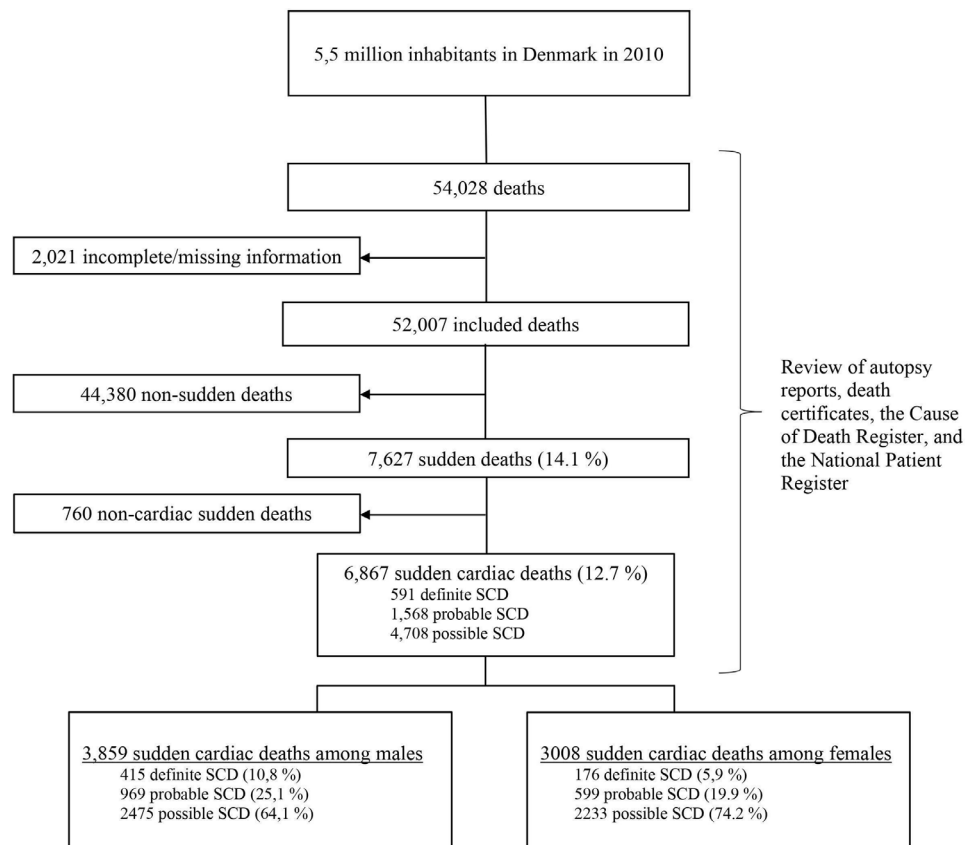 5,5 million inhabitants in Denmark in 2010
54,028 deaths
2,021 incomplete/missing information
52,007 included deaths
44,380 non-sudden deaths
7,627 sudden deaths (14.1 %)
760 non-cardiac sudden deaths
6,867 sudden cardiac deaths (12.7 %)
591 definite SCD
1,568 probable SCD
4,708 possible SCD
Review of autopsy
reports, death
certificates, the Cause
of Death Register, and
the National Patient
Register
3,859 sudden cardiac deaths among males
415 definite SCD (10,8 %)
969 probable SCD (25,1 %)
2475 possible SCD (64,1 %)
3008 sudden cardiac deaths among females
176 definite SCD (5,9 %)
599 probable SCD (19.9 %)
2233 possible SCD (74.2 %)